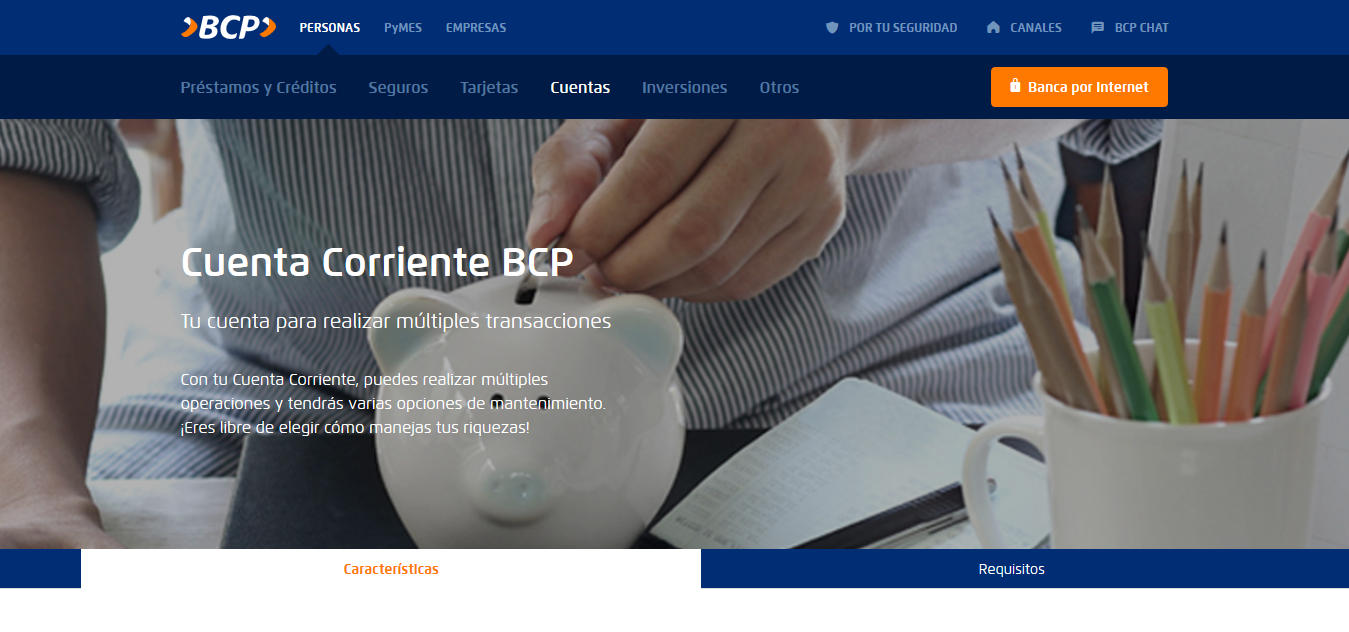 BCP PERSONAS PyMES EMPRESAS POR TU SEGURIDAD CANALES BCP CHAT
Préstamos y Créditos Seguros Tarjetas Cuentas Inversiones Otros Banca por Internet
Cuenta Corriente BCP
Tu cuenta para realizar múltiples transacciones
Con tu Cuenta Corriente, puedes realizar múltiples
operaciones y tendrás varias opciones de mantenimiento.
¡Eres libre de elegir cómo manejas tus riquezas!
Características Requisitos